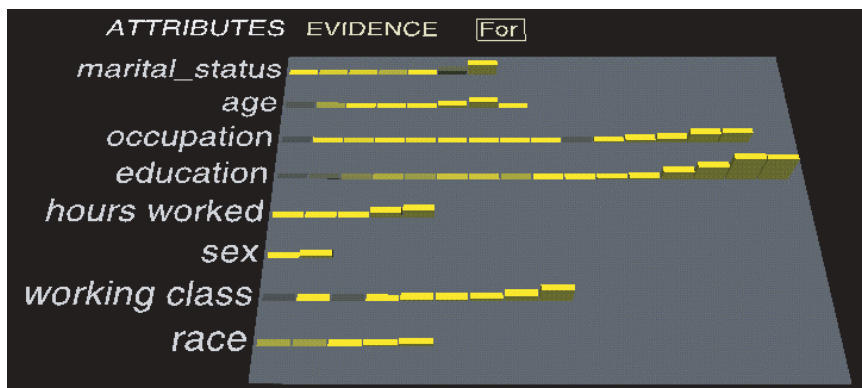 ATTRIBUTES EVIDENCE For
marital_status
age
occupation
education
hours worked
sex
working class
race